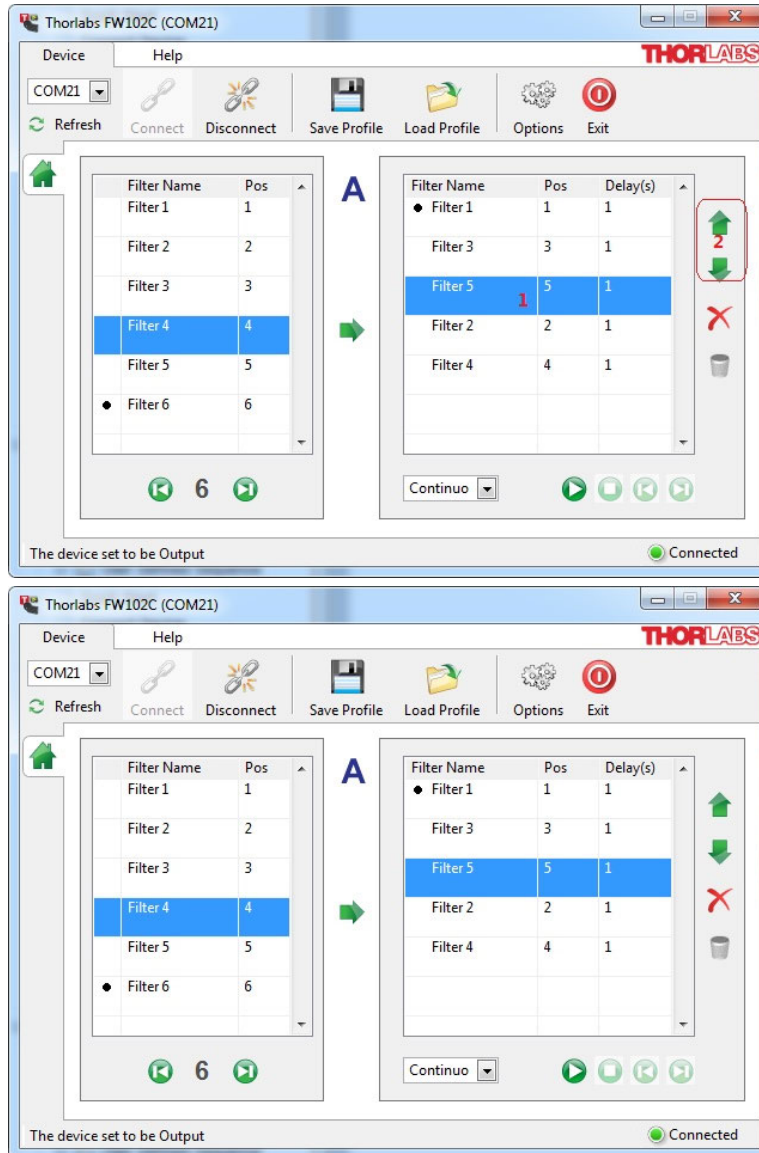 Thorlabs FW102C (COM21)
Device Help THORLABS
COM21
Refresh Connect Disconnect Save Profile Load Profile Options Exit
Filter Name Pos A Filter Name Pos Delay(s)
Filter 1 1 Filter 1 1 1
2
Filter 2 2 Filter 3 3 1
Filter 3 3 Filter 5 1 5 1
Filter 4 4 Filter 2 2 1
Filter 5 5 Filter 4 4 1
Filter 6 6
6 Continuo
The device set to be Output Connected
Thorlabs FW102C (COM21)
Device Help THORLABS
COM21
Refresh Connect Disconnect Save Profile Load Profile Options Exit
Filter Name Pos A Filter Name Pos Delay(s)
Filter 1 1 Filter 1 1 1
Filter 2 2 Filter 3 3 1
Filter 3 3 Filter 5 5 1
Filter 4 4 Filter 2 2 1
Filter 5 5 Filter 4 4 1
Filter 6 6
6 Continuo
The device set to be Output Connected